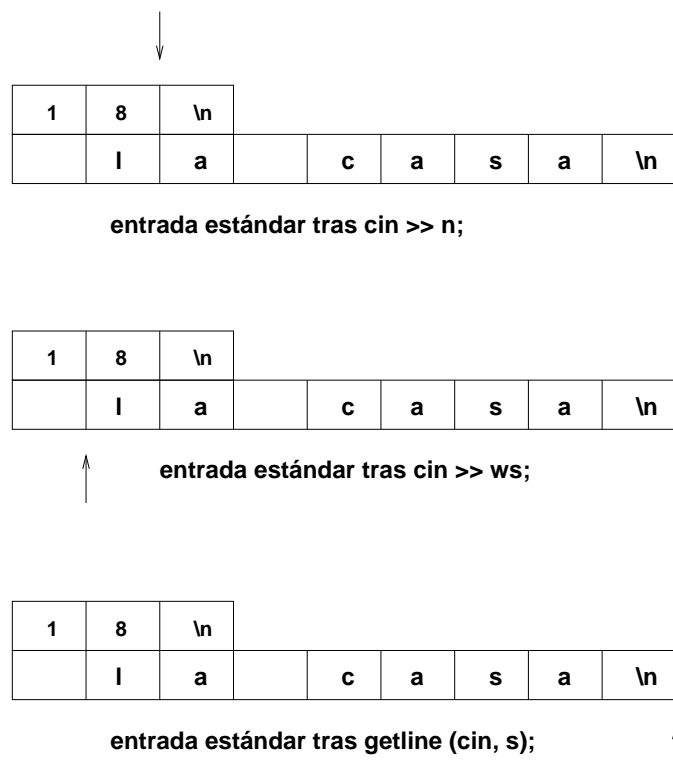 1 8 \n
l a c a s a \n
entrada estándar tras cin >> n;
1 8 \n
l a c a s a \n
entrada estándar tras cin >> ws;
1 8 \n
l a c a s a \n
entrada estándar tras getline (cin, s);